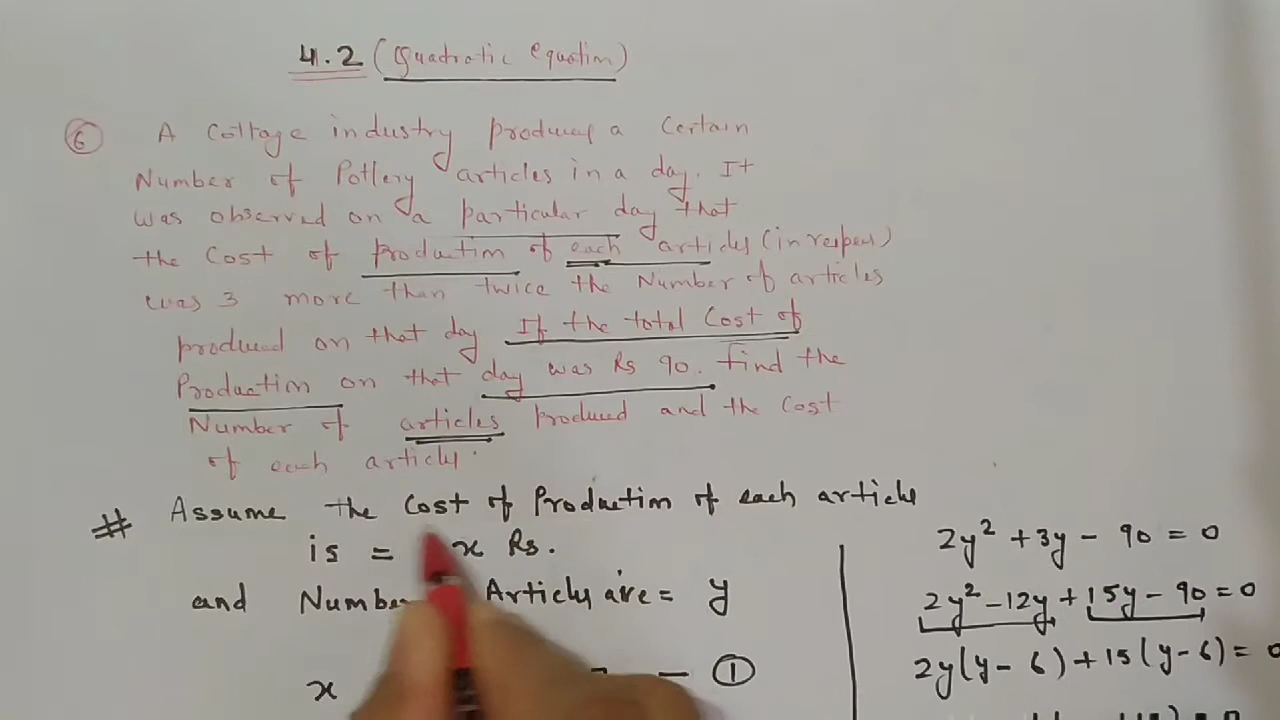 4.2 (Quadratic equation)
6 A Cottage industry produces a Certain
Number of Pottery articles in a day. It
was observed on a particular day that
the Cost of production of each articles (in rupees)
was 3 more than twice the Number of articles
produced on that day If the total Cost of
Production on that day was Rs 90. find the
Number of articles produced and the Cost
of each article.
# Assume the Cost of Production of each article
is = x Rs.
and Number Articles are = y
x — 1
2y² + 3y - 90 = 0
2y² - 12y + 15y - 90 = 0
2y(y - 6) + 15(y - 6) = 0